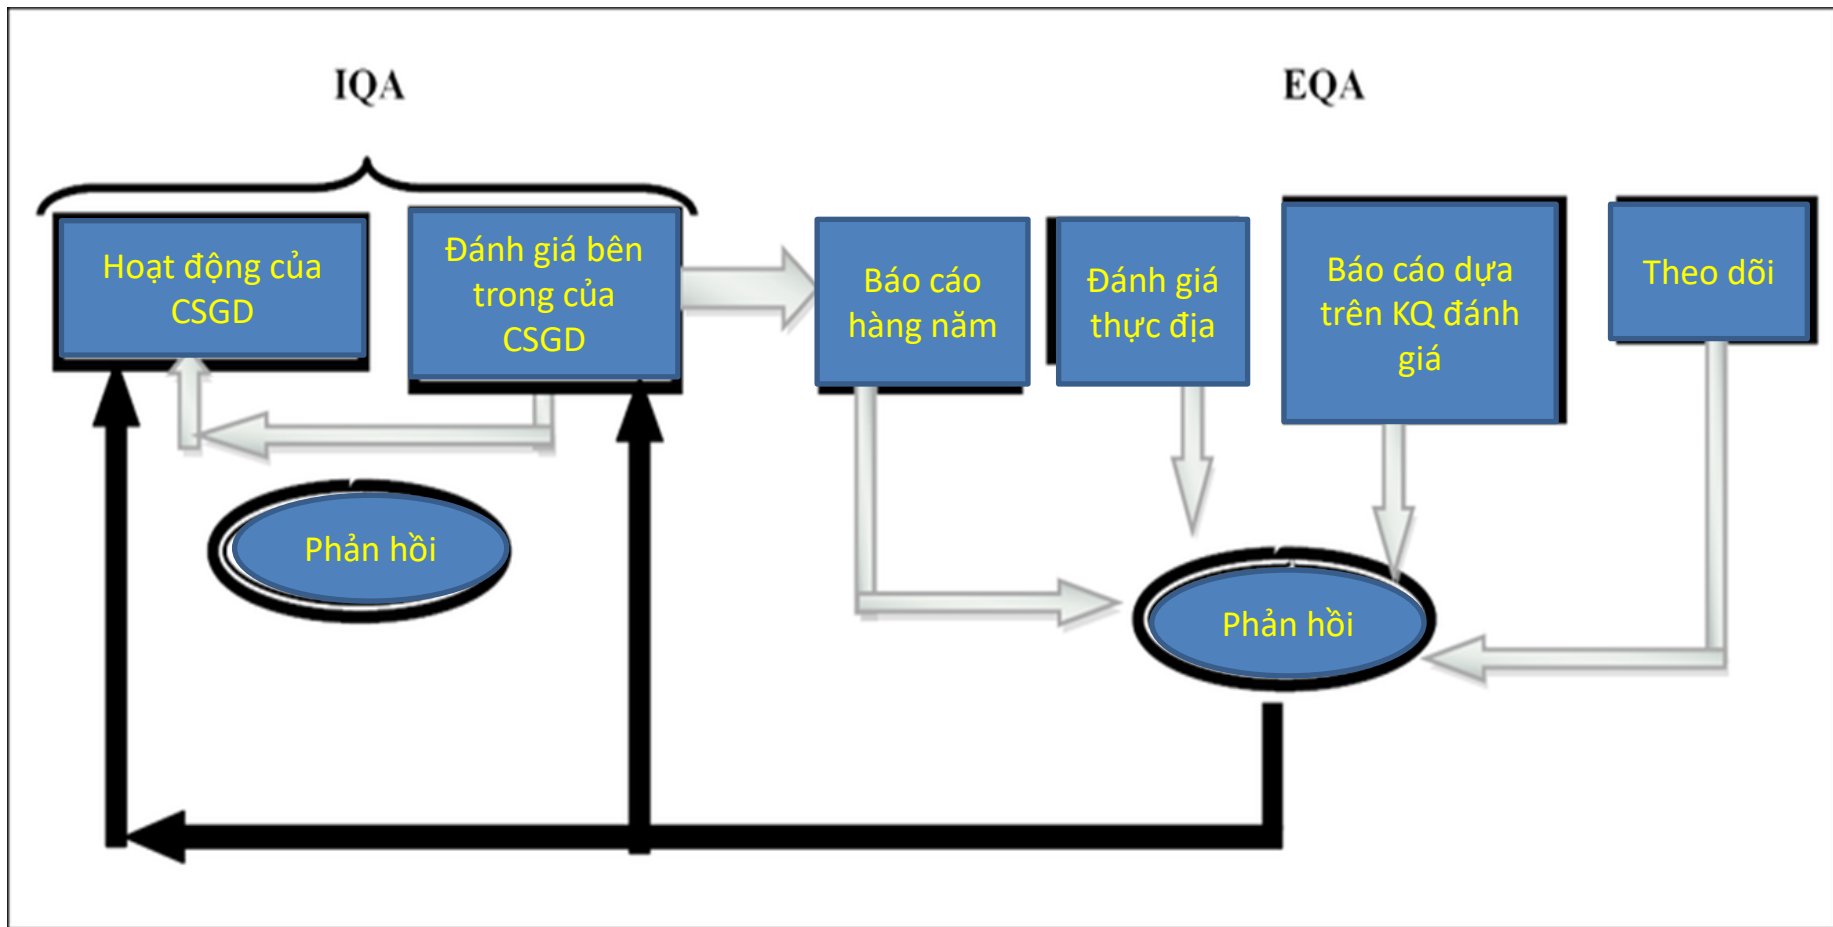 IQA
EQA
Hoạt động của
CSGD
Đánh giá bên
trong của
CSGD
Báo cáo
hàng năm
Đánh giá
thực địa
Báo cáo dựa
trên KQ đánh
giá
Theo dõi
Phản hồi
Phản hồi